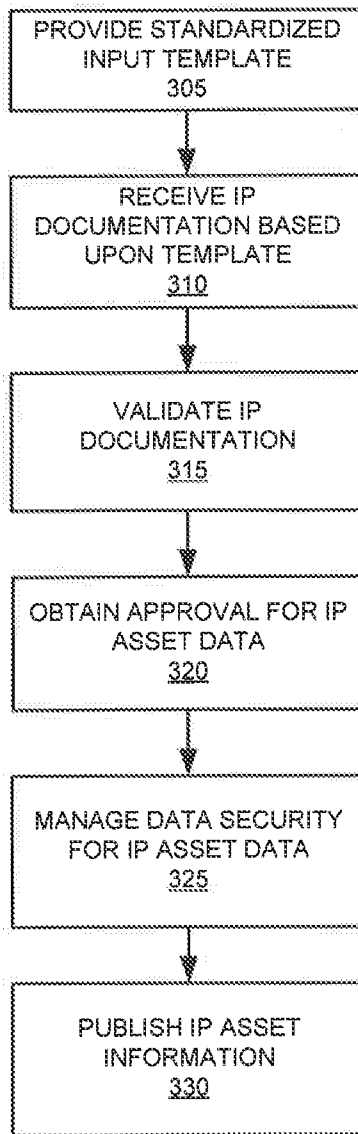 PROVIDE STANDARDIZED
INPUT TEMPLATE
305
RECEIVE IP
DOCUMENTATION BASED
UPON TEMPLATE
310
VALIDATE IP
DOCUMENTATION
315
OBTAIN APPROVAL FOR IP
ASSET DATA
320
MANAGE DATA SECURITY
FOR IP ASSET DATA
325
PUBLISH IP ASSET
INFORMATION
330